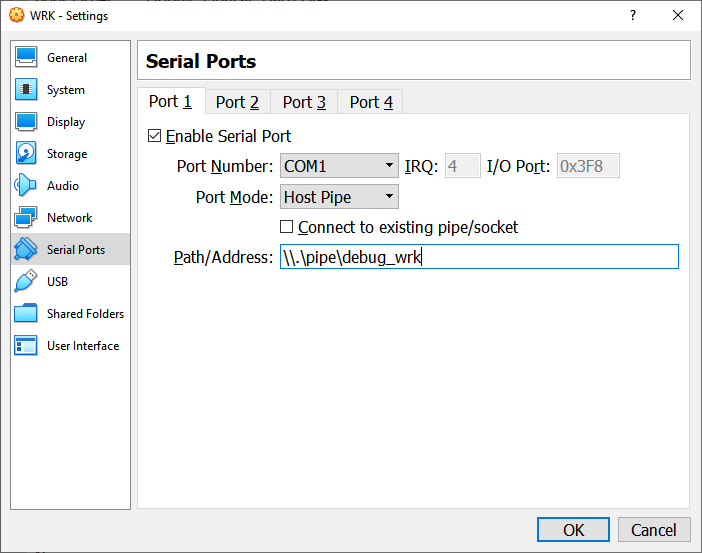 WRK - Settings
General
System
Display
Storage
Audio
Network
Serial Ports
USB
Shared Folders
User Interface
Serial Ports
Port 1 Port 2 Port 3 Port 4
Enable Serial Port
Port Number: COM1 IRQ: 4 I/O Port: 0x3F8
Port Mode: Host Pipe
Connect to existing pipe/socket
Path/Address: \\.\pipe\debug_wrk
OK Cancel